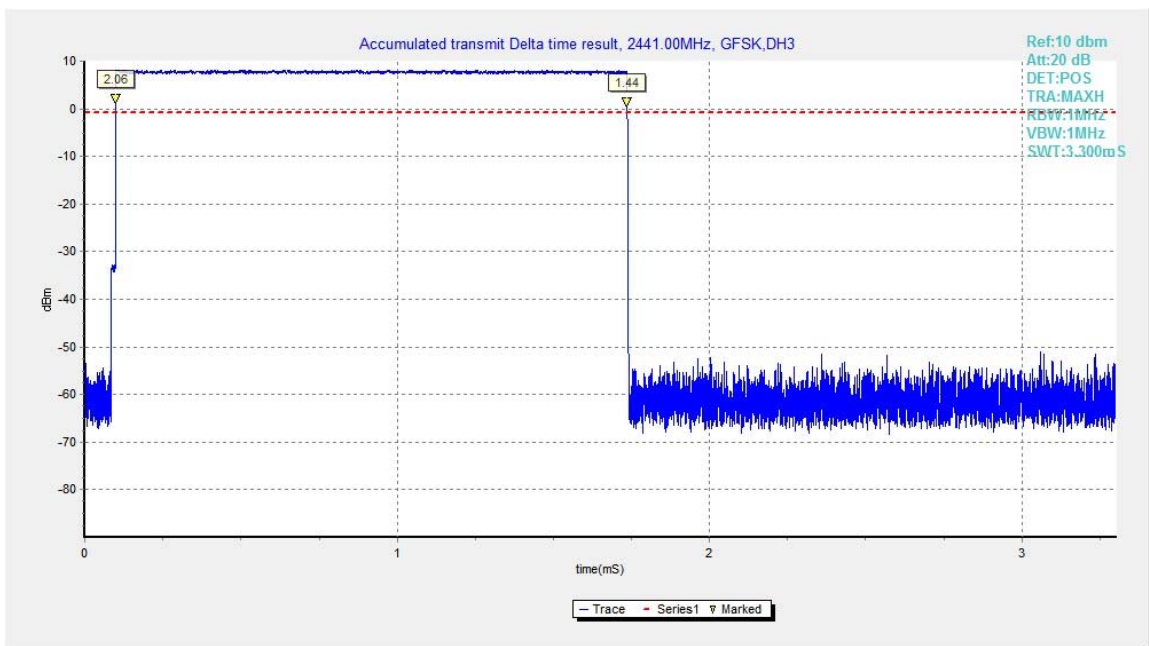 Accumulated transmit Delta time result, 2441.00MHz, GFSK,DH3
Ref:10 dbm
Att:20 dB
DET:POS
TRA:MAXH
RBW:1MHz
VBW:1MHz
SWT:3.300mS
2.06
1.44
10
0
-10
-20
-30
-40
-50
-60
-70
-80
dBm
0
1
2
3
time(mS)
Trace Series1 Marked